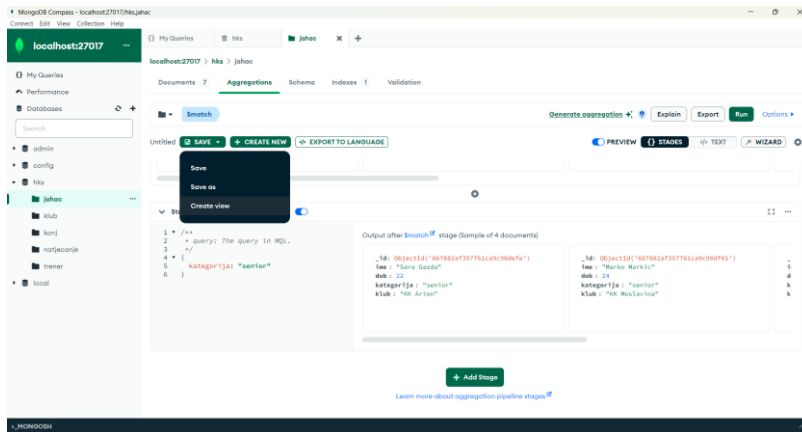 MongoDB Compass - localhost:27017/hks.jahac
Connect Edit View Collection Help
localhost:27017 ...
{} My Queries
hks
jahac
localhost:27017 > hks > jahac
My Queries
Performance
Databases
Search
admin
config
hks
jahac ...
klub
konj
natjecanje
trener
local
Documents 7 Aggregations Schema Indexes 1 Validation
$match
Generate aggregation Explain Export Run Options
Untitled SAVE + CREATE NEW </> EXPORT TO LANGUAGE PREVIEW {} STAGES </> TEXT WIZARD
Save
Save as
Create view
1 /**
2 * query: The query in MQL.
3 */
4 {
5 kategorija: "senior"
6 }
Output after $match stage (Sample of 4 documents)
_id: ObjectId('667882af357761ca9c90defe')
ime : "Sara Gazda"
dob : 22
kategorija : "senior"
klub : "KK Arion"
_id: ObjectId('667882af357761ca9c90df01')
ime : "Marko Markic"
dob : 24
kategorija : "senior"
klub : "KK Moslavina"
+ Add Stage
Learn more about aggregation pipeline stages
>_MONGOSH